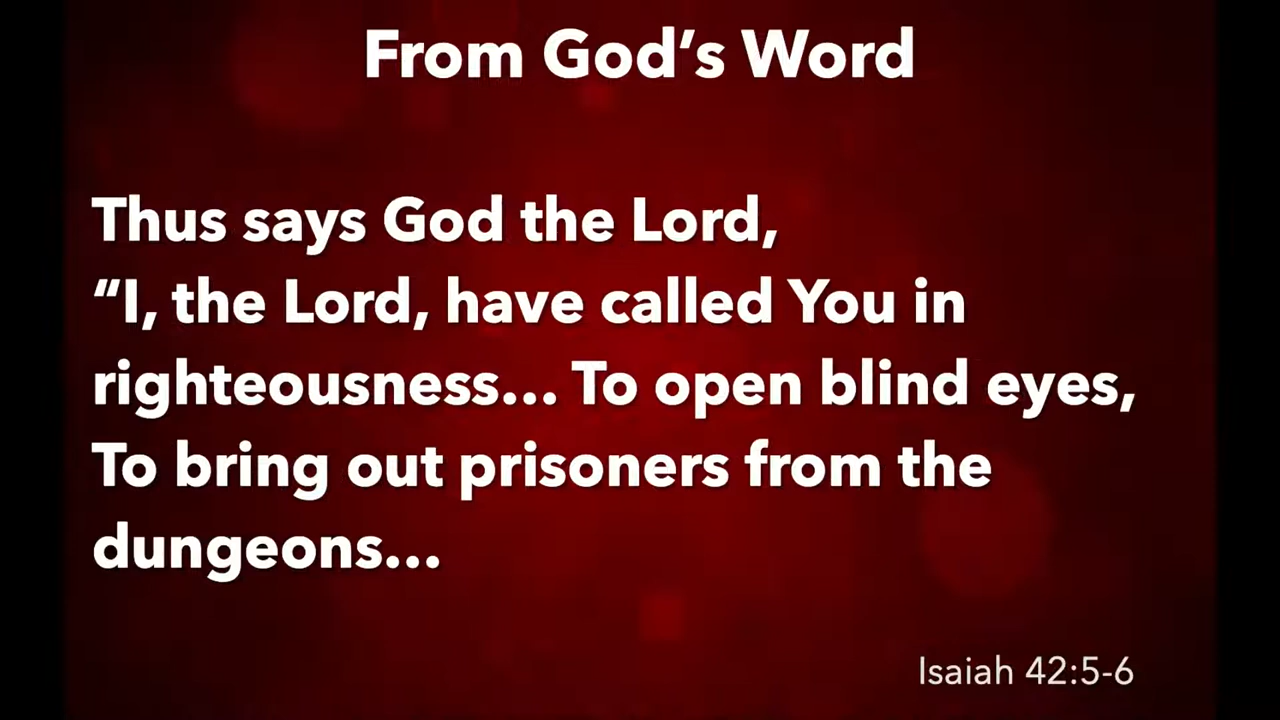 From God’s Word
Thus says God the Lord,
“I, the Lord, have called You in
righteousness... To open blind eyes,
To bring out prisoners from the
dungeons...
Isaiah 42:5-6